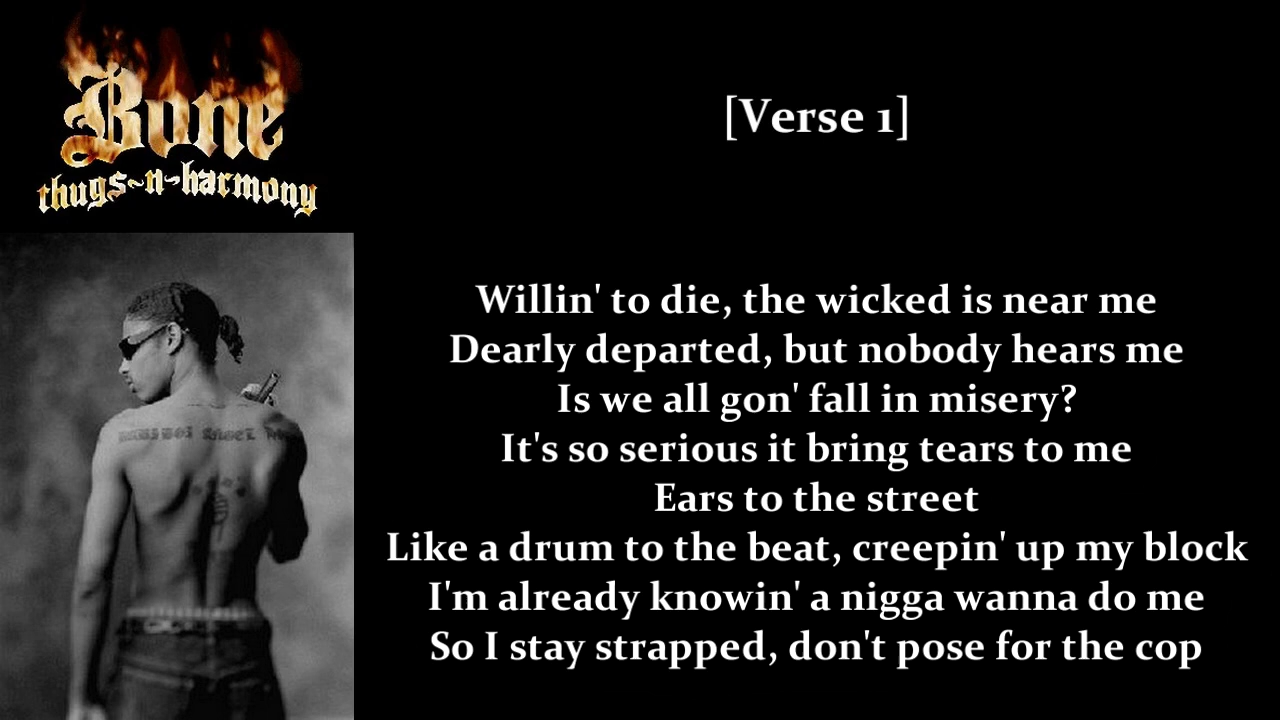 Bone
thugs~n~harmony
[Verse 1]
Willin' to die, the wicked is near me
Dearly departed, but nobody hears me
Is we all gon' fall in misery?
It's so serious it bring tears to me
Ears to the street
Like a drum to the beat, creepin' up my block
I'm already knowin' a nigga wanna do me
So I stay strapped, don't pose for the cop